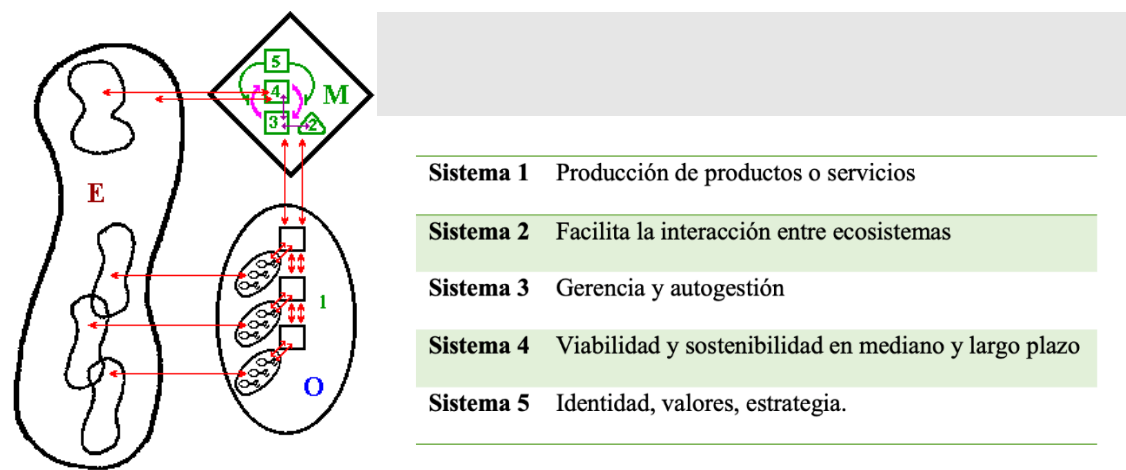 5
4
M
3
2
E
1
O
Sistema 1 Producción de productos o servicios
Sistema 2 Facilita la interacción entre ecosistemas
Sistema 3 Gerencia y autogestión
Sistema 4 Viabilidad y sostenibilidad en mediano y largo plazo
Sistema 5 Identidad, valores, estrategia.